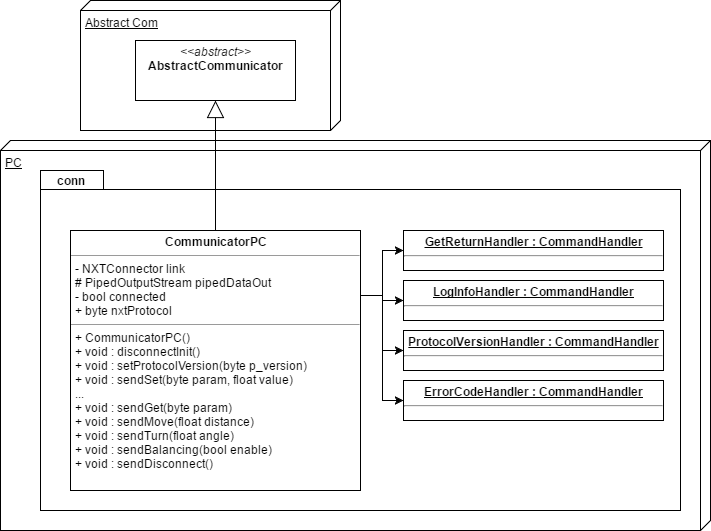 Abstract Com
<<abstract>>
AbstractCommunicator
PC
conn
CommunicatorPC
- NXTConnector link
# PipedOutputStream pipedDataOut
- bool connected
+ byte nxtProtocol
+ CommunicatorPC()
+ void : disconnectInit()
+ void : setProtocolVersion(byte p_version)
+ void : sendSet(byte param, float value)
...
+ void : sendGet(byte param)
+ void : sendMove(float distance)
+ void : sendTurn(float angle)
+ void : sendBalancing(bool enable)
+ void : sendDisconnect()
GetReturnHandler : CommandHandler
LogInfoHandler : CommandHandler
ProtocolVersionHandler : CommandHandler
ErrorCodeHandler : CommandHandler